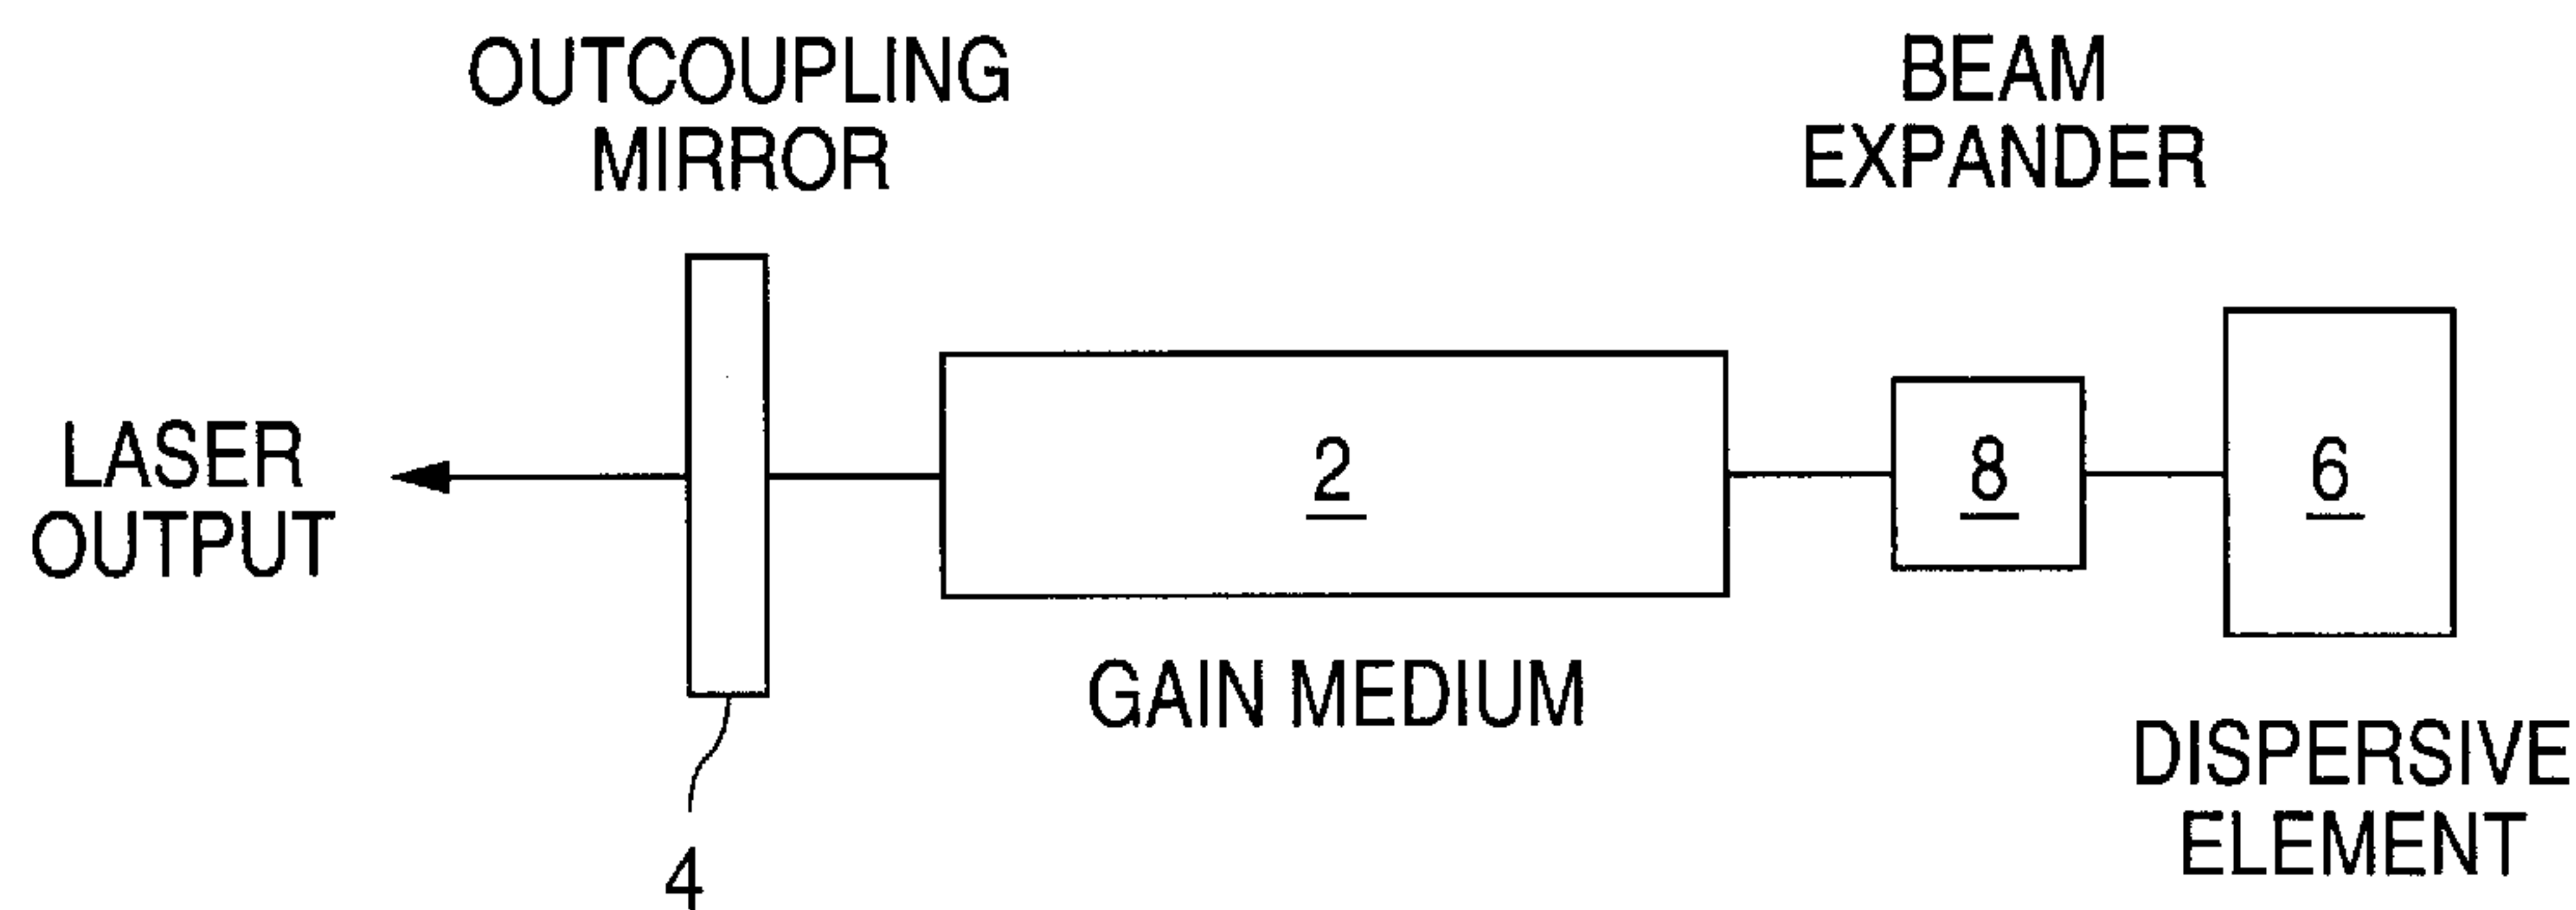 OUTCOUPLING
MIRROR
BEAM
EXPANDER
LASER
OUTPUT
2
8
6
GAIN MEDIUM
DISPERSIVE
ELEMENT
4